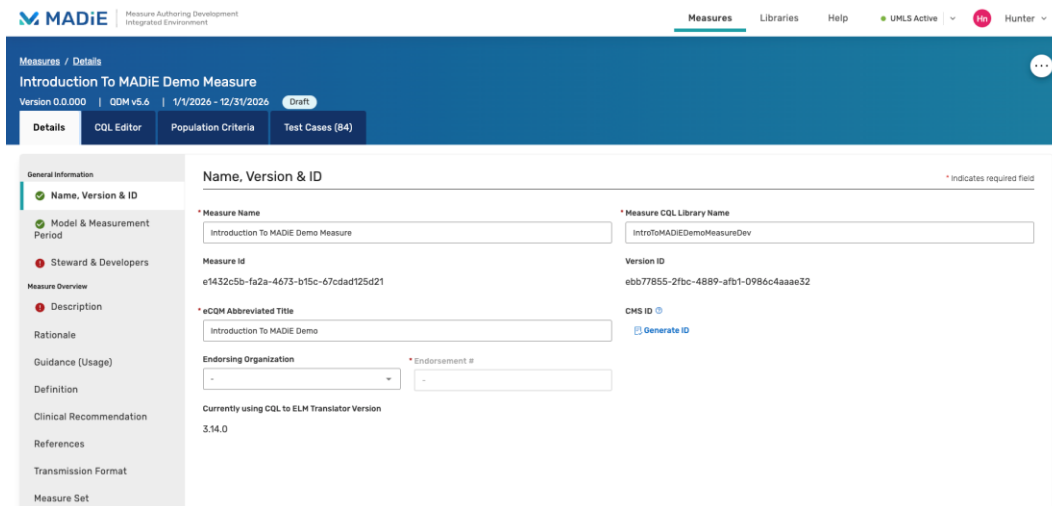 MADiE
Measure Authoring Development
Integrated Environment
Measures Libraries Help UMLS Active Hn Hunter
Measures / Details
Introduction To MADiE Demo Measure
Version 0.0.000 | QDM v5.6 | 1/1/2026 - 12/31/2026 Draft
Details CQL Editor Population Criteria Test Cases (84)
General Information
Name, Version & ID
Model & Measurement
Period
Steward & Developers
Measure Overview
Description
Rationale
Guidance (Usage)
Definition
Clinical Recommendation
References
Transmission Format
Measure Set
Name, Version & ID
* Indicates required field
* Measure Name
Introduction To MADiE Demo Measure
* Measure CQL Library Name
IntroToMADiEDemoMeasureDev
Measure Id
e1432c5b-fa2a-4673-b15c-67cdad125d21
Version ID
ebb77855-2fbc-4889-afb1-0986c4aaae32
* eCQM Abbreviated Title
Introduction To MADiE Demo
CMS ID
Generate ID
Endorsing Organization
-
* Endorsement #
-
Currently using CQL to ELM Translator Version
3.14.0